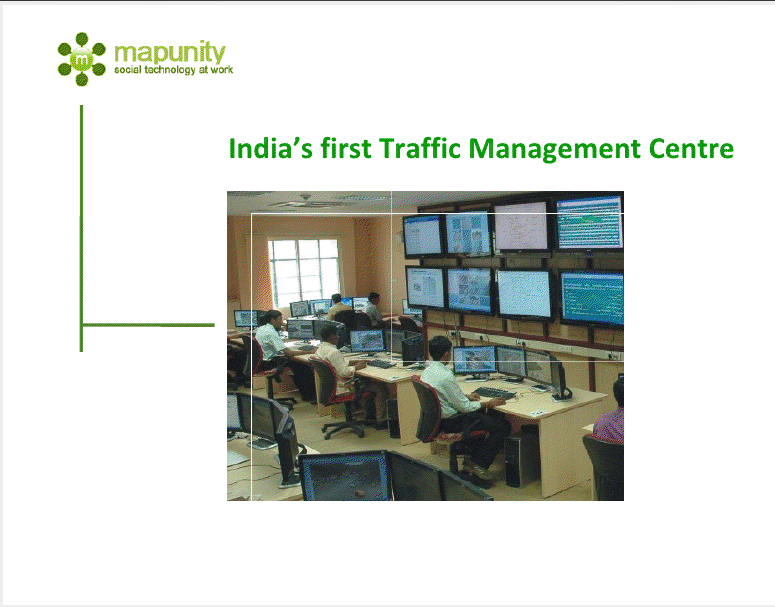 mapunity
social technology at work
India’s first Traffic Management Centre